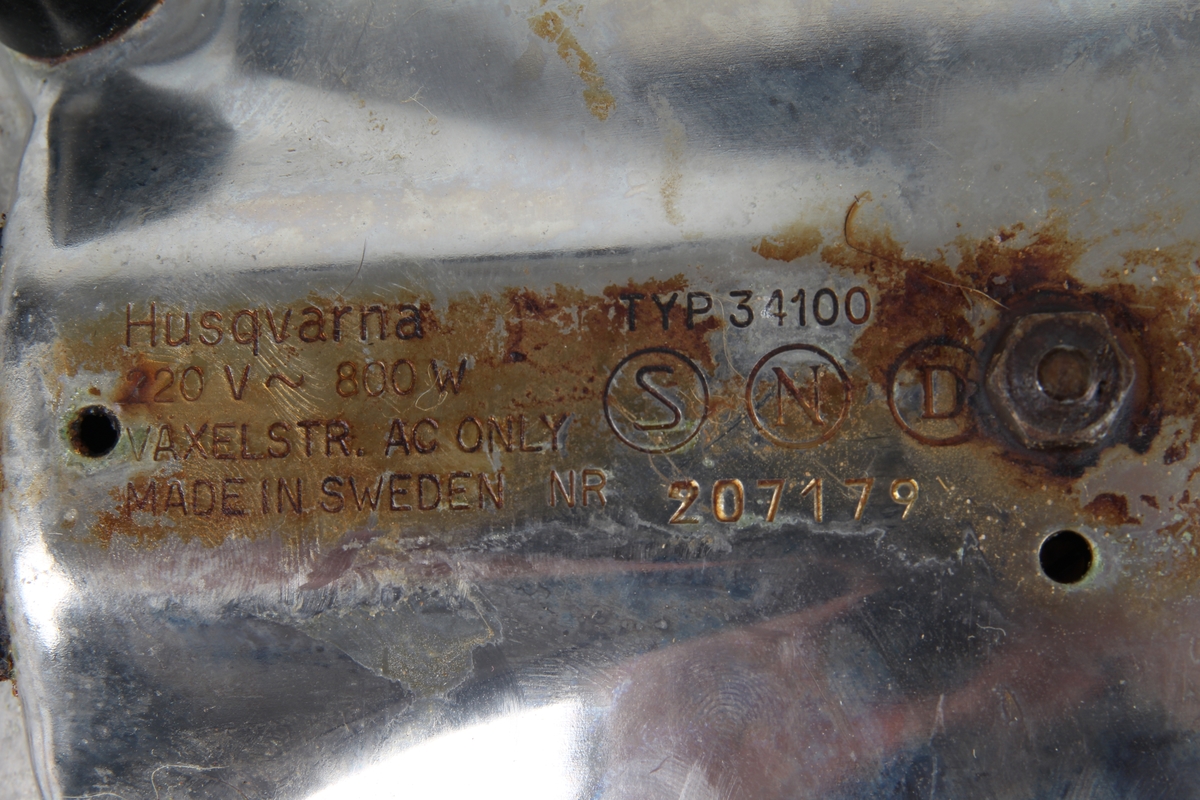 Husqvarna TYP 34100
220 V ~ 800 W S N D
VAXELSTR. AC ONLY
MADE IN SWEDEN NR 207179